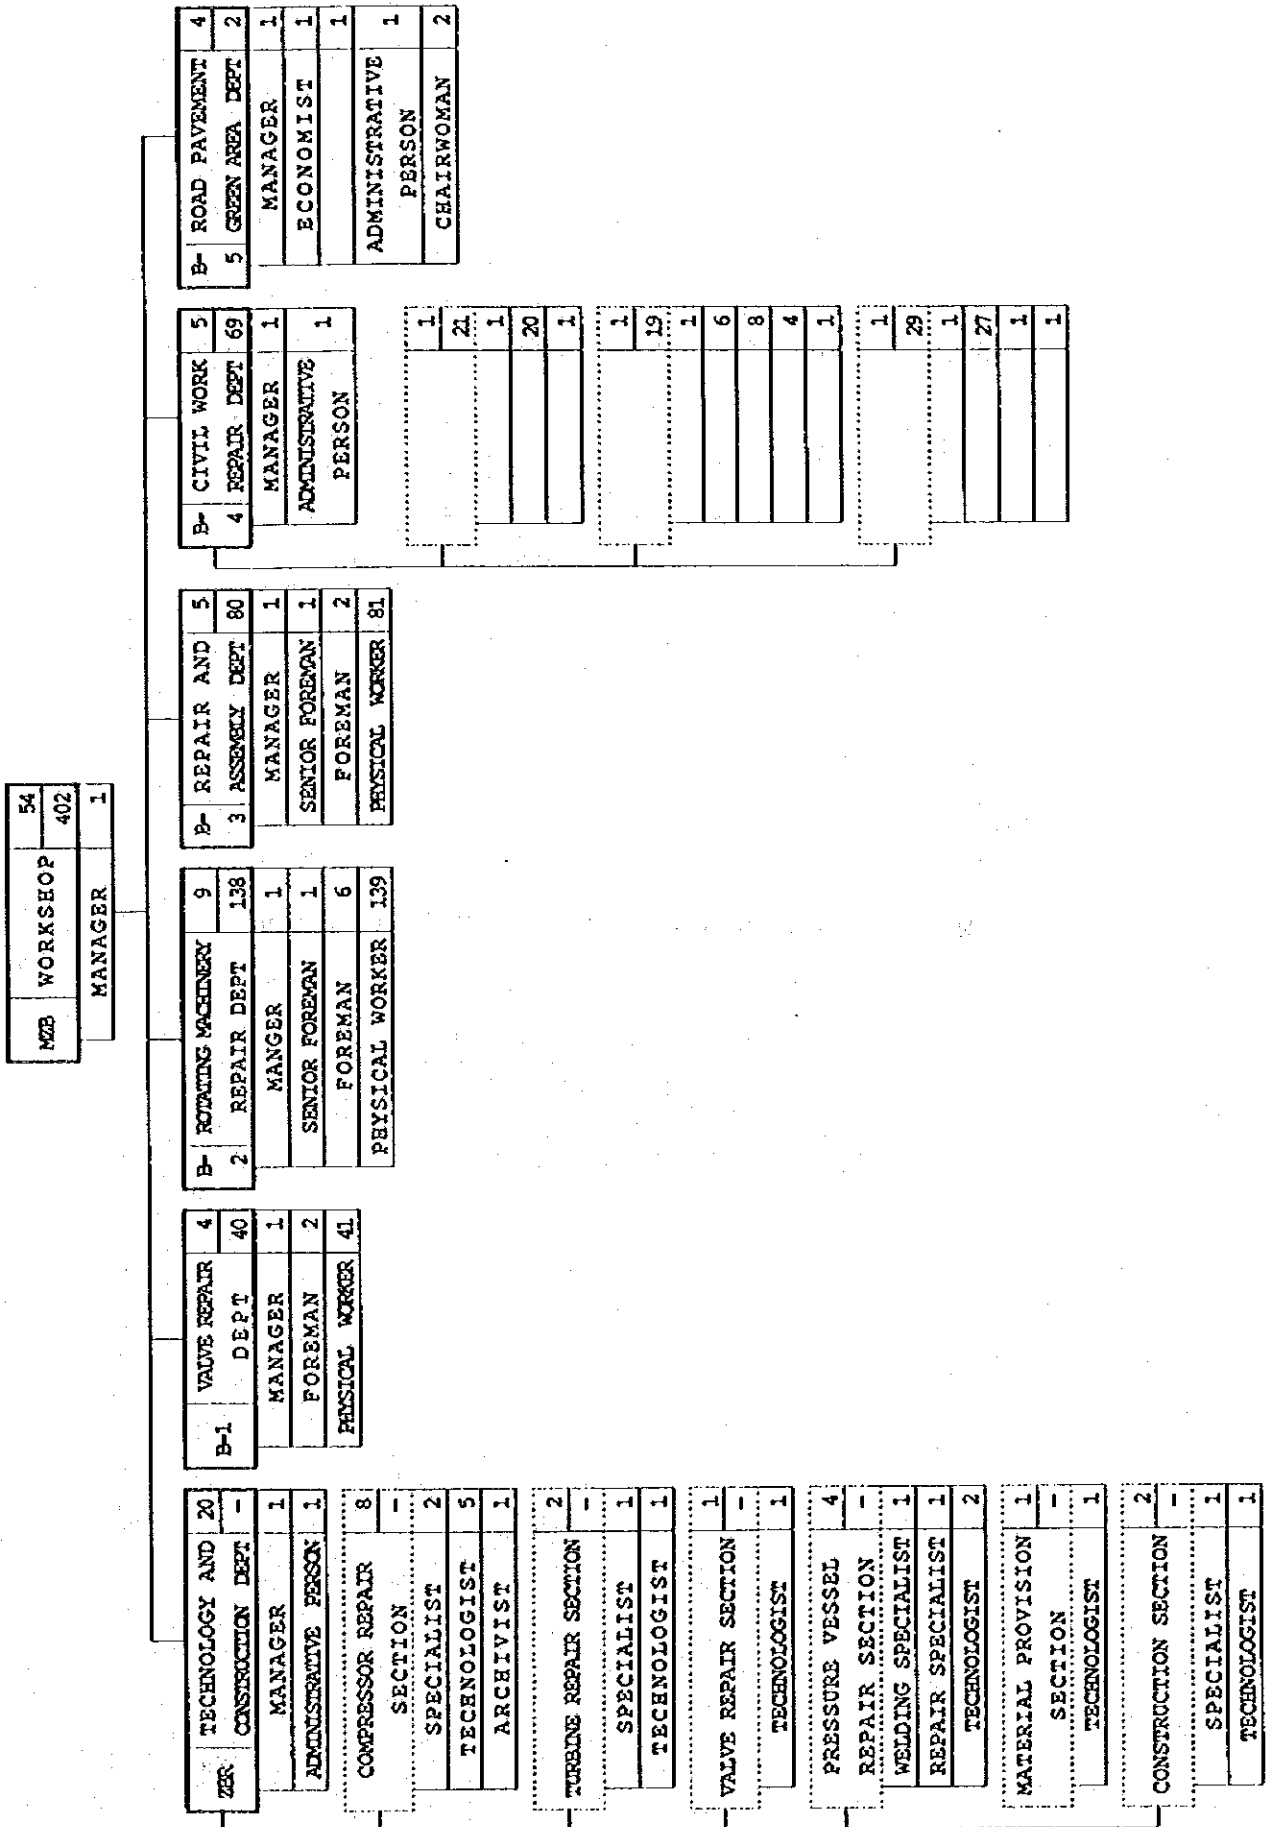 MZB WORKSHOP 54
402
MANAGER 1
ZBR TECHNOLOGY AND 20
CONSTRUCTION DEPT -
MANAGER 1
ADMINISTRATIVE PERSON 1
COMPRESSOR REPAIR 8
SECTION -
SPECIALIST 2
TECHNOLOGIST 5
ARCHIVIST 1
TURBINE REPAIR SECTION 2
-
SPECIALIST 1
TECHNOLOGIST 1
VALVE REPAIR SECTION 1
-
TECHNOLOGIST 1
PRESSURE VESSEL 4
REPAIR SECTION -
WELDING SPECIALIST 1
REPAIR SPECIALIST 1
TECHNOLOGIST 2
MATERIAL PROVISION 1
SECTION -
TECHNOLOGIST 1
CONSTRUCTION SECTION 2
-
SPECIALIST 1
TECHNOLOGIST 1
B-1 VALVE REPAIR 4
DEPT 40
MANAGER 1
FOREMAN 2
PHYSICAL WORKER 41
B- ROTATING MACHINERY 9
2 REPAIR DEPT 138
MANGER 1
SENIOR FOREMAN 1
FOREMAN 6
PHYSICAL WORKER 139
B- REPAIR AND 5
3 ASSEMBLY DEPT 80
MANAGER 1
SENIOR FOREMAN 1
FOREMAN 2
PHYSICAL WORKER 81
B- CIVIL WORK 5
4 REPAIR DEPT 69
MANAGER 1
ADMINISTRATIVE 1
PERSON
1
21
1
20
1
1
19
1
6
8
4
1
1
29
1
27
1
1
B- ROAD PAVEMENT 4
5 GREEN AREA DEPT 2
MANAGER 1
ECONOMIST 1
1
ADMINISTRATIVE 1
PERSON
CHAIRWOMAN 2